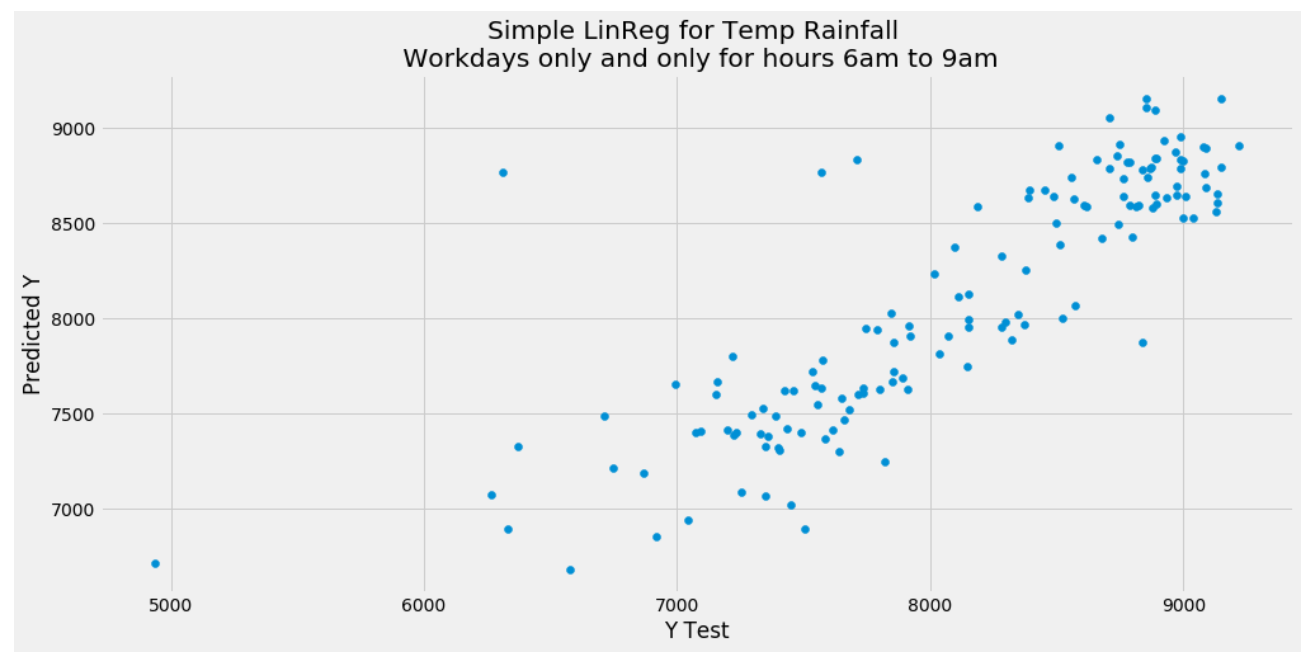 Simple LinReg for Temp Rainfall
Workdays only and only for hours 6am to 9am
Predicted Y
9000
8500
8000
7500
7000
5000 6000 7000 8000 9000
Y Test